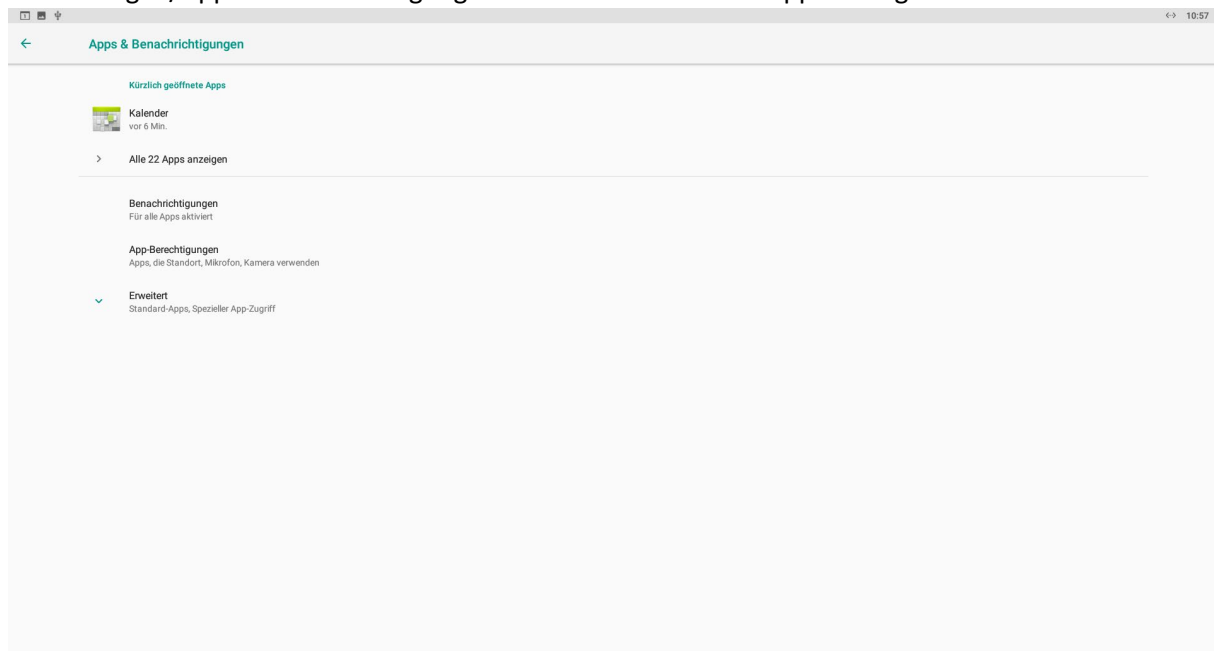 10:57
Apps & Benachrichtigungen
Kürzlich geöffnete Apps
Kalender
vor 6 Min.
Alle 22 Apps anzeigen
Benachrichtigungen
Für alle Apps aktiviert
App-Berechtigungen
Apps, die Standort, Mikrofon, Kamera verwenden
Erweitert
Standard-Apps, Spezieller App-Zugriff